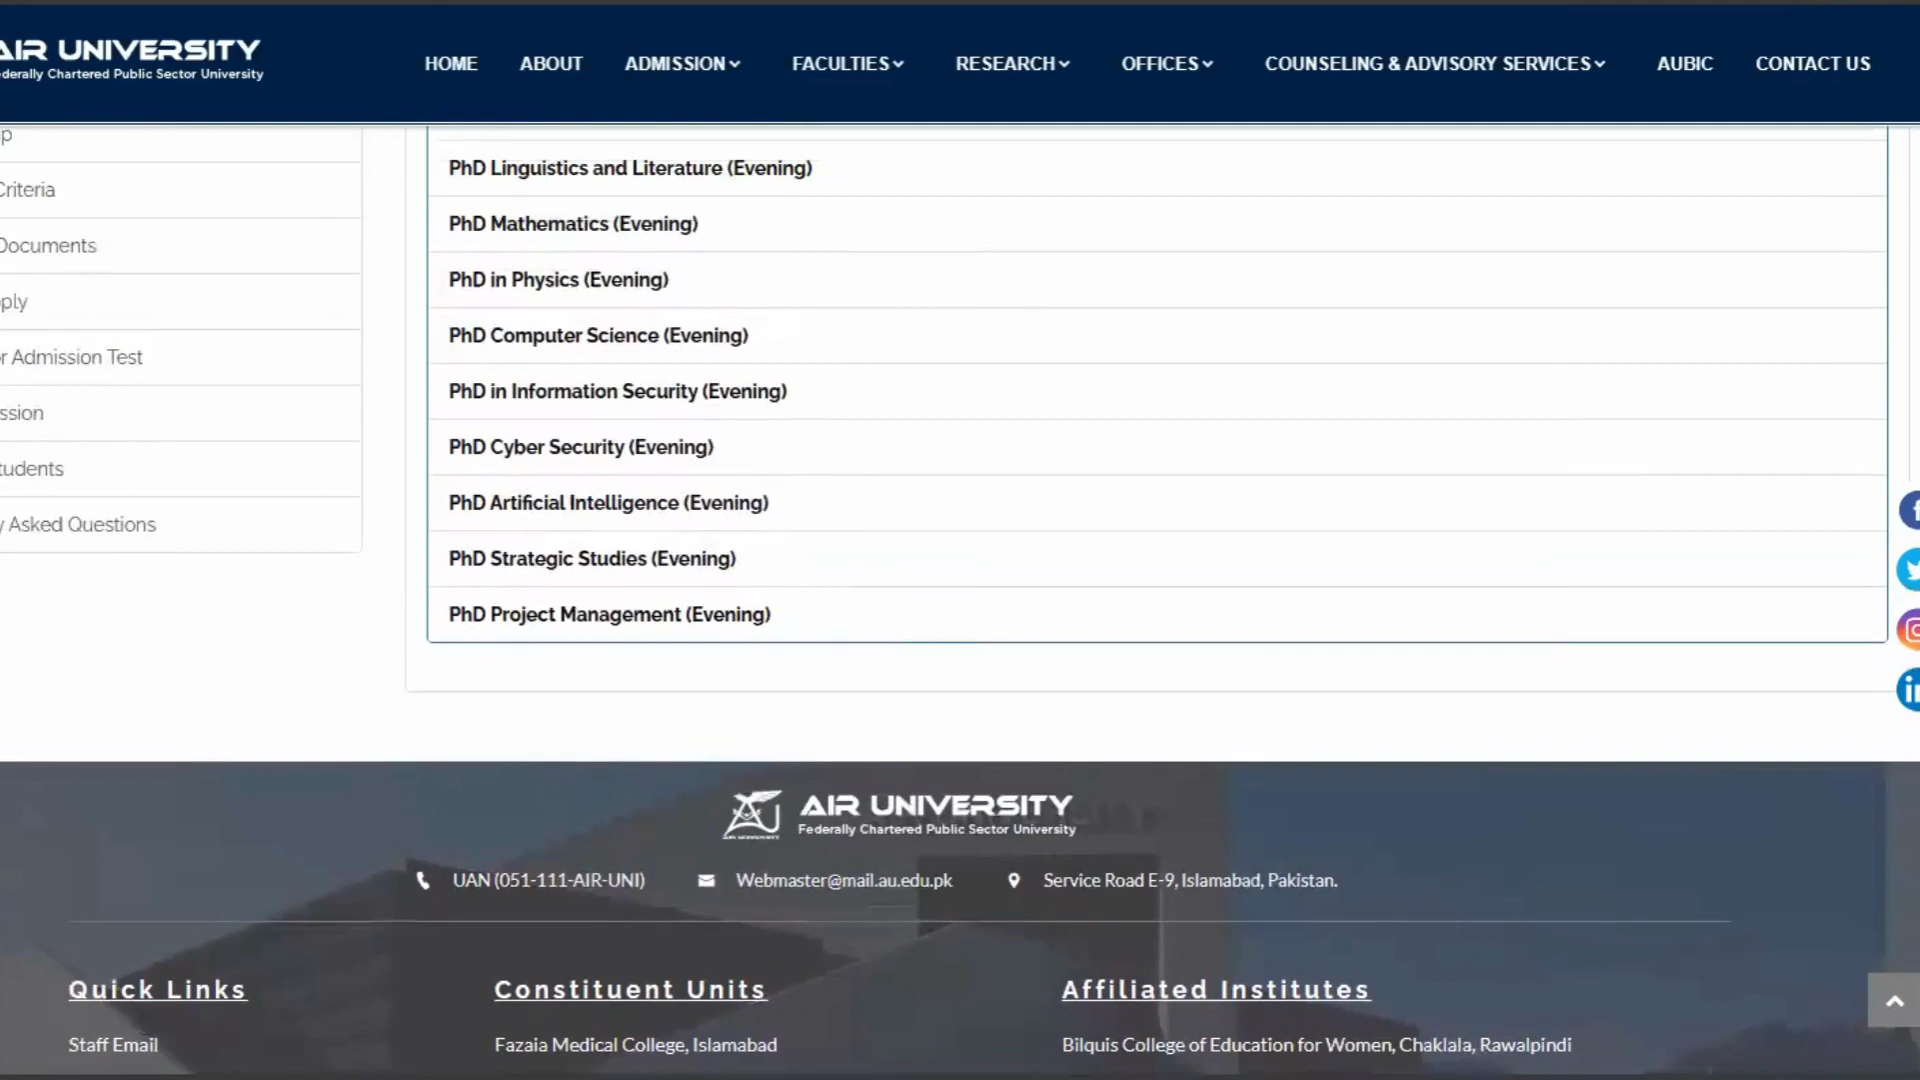 AIR UNIVERSITY
Federally Chartered Public Sector University
HOME ABOUT ADMISSION FACULTIES RESEARCH OFFICES COUNSELING & ADVISORY SERVICES AUBIC CONTACT US
p
Criteria
Documents
ply
r Admission Test
ssion
tudents
y Asked Questions
PhD Linguistics and Literature (Evening)
PhD Mathematics (Evening)
PhD in Physics (Evening)
PhD Computer Science (Evening)
PhD in Information Security (Evening)
PhD Cyber Security (Evening)
PhD Artificial Intelligence (Evening)
PhD Strategic Studies (Evening)
PhD Project Management (Evening)
AIR UNIVERSITY
Federally Chartered Public Sector University
UAN (051-111-AIR-UNI) Webmaster@mail.au.edu.pk Service Road E-9, Islamabad, Pakistan.
Quick Links
Staff Email
Constituent Units
Fazaia Medical College, Islamabad
Affiliated Institutes
Bilquis College of Education for Women, Chaklala, Rawalpindi